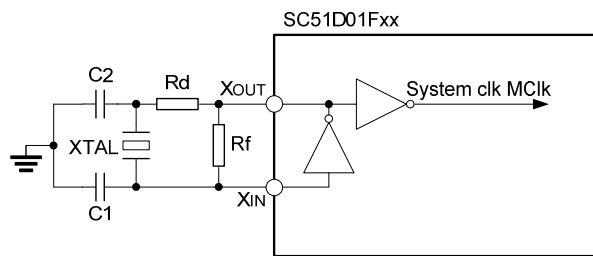 SC51D01Fxx
C2
Rd
XOUT
System clk MClk
XTAL
Rf
C1
XIN